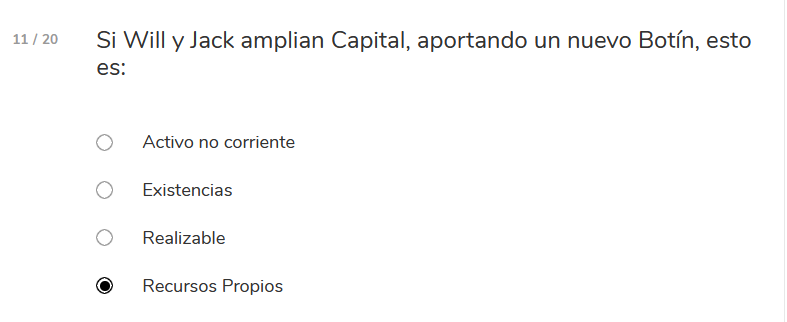 11 / 20
Si Will y Jack amplian Capital, aportando un nuevo Botín, esto
es:
Activo no corriente
Existencias
Realizable
Recursos Propios